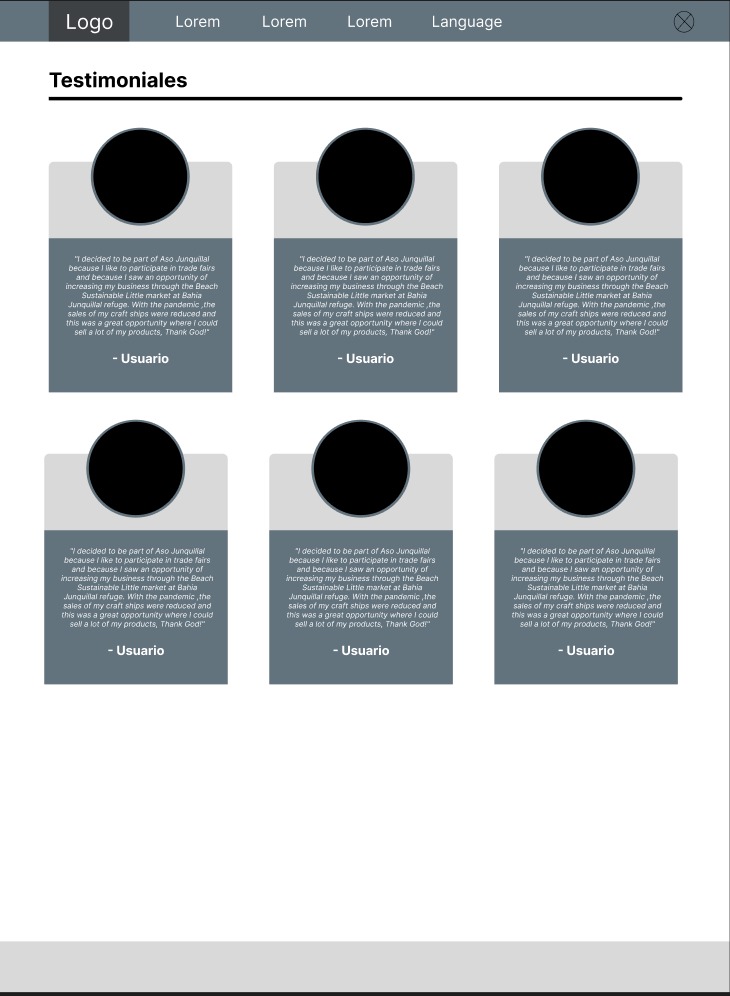 Logo Lorem Lorem Lorem Language
Testimoniales
"I decided to be part of Aso Junquillal
because I like to participate in trade fairs
and because I saw an opportunity of
increasing my business through the Beach
Sustainable Little market at Bahia
Junquillal refuge. With the pandemic ,the
sales of my craft ships were reduced and
this was a great opportunity where I could
sell a lot of my products, Thank God!"
- Usuario
"I decided to be part of Aso Junquillal
because I like to participate in trade fairs
and because I saw an opportunity of
increasing my business through the Beach
Sustainable Little market at Bahia
Junquillal refuge. With the pandemic ,the
sales of my craft ships were reduced and
this was a great opportunity where I could
sell a lot of my products, Thank God!"
- Usuario
"I decided to be part of Aso Junquillal
because I like to participate in trade fairs
and because I saw an opportunity of
increasing my business through the Beach
Sustainable Little market at Bahia
Junquillal refuge. With the pandemic ,the
sales of my craft ships were reduced and
this was a great opportunity where I could
sell a lot of my products, Thank God!"
- Usuario
"I decided to be part of Aso Junquillal
because I like to participate in trade fairs
and because I saw an opportunity of
increasing my business through the Beach
Sustainable Little market at Bahia
Junquillal refuge. With the pandemic ,the
sales of my craft ships were reduced and
this was a great opportunity where I could
sell a lot of my products, Thank God!"
- Usuario
"I decided to be part of Aso Junquillal
because I like to participate in trade fairs
and because I saw an opportunity of
increasing my business through the Beach
Sustainable Little market at Bahia
Junquillal refuge. With the pandemic ,the
sales of my craft ships were reduced and
this was a great opportunity where I could
sell a lot of my products, Thank God!"
- Usuario
"I decided to be part of Aso Junquillal
because I like to participate in trade fairs
and because I saw an opportunity of
increasing my business through the Beach
Sustainable Little market at Bahia
Junquillal refuge. With the pandemic ,the
sales of my craft ships were reduced and
this was a great opportunity where I could
sell a lot of my products, Thank God!"
- Usuario